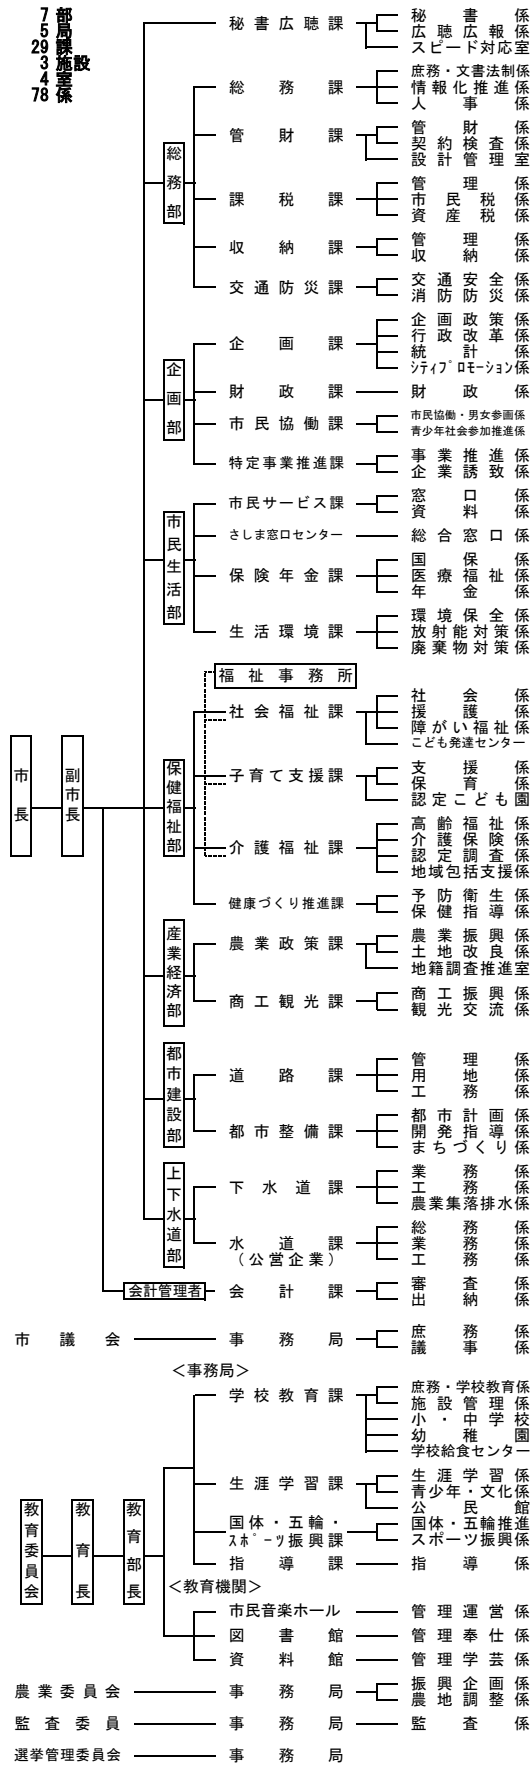 7 部
5 局
29 課
3 施設
4 室
78 係
秘書広聴課
秘書係
広聴広報係
スピード対応室
総務部
総務課
庶務・文書法制係
情報化推進係
人事係
管財課
管財係
契約検査係
設計管理室
課税課
管理係
市民税係
資産税係
収納課
管理係
収納係
交通防災課
交通安全係
消防防災係
企画部
企画課
企画政策係
行政改革係
統計係
シティプロモーション係
財政課
財政係
市民協働課
市民協働・男女参画係
青少年社会参加推進係
特定事業推進課
事業推進係
企業誘致係
市民生活部
市民サービス課
窓口係
資料係
さしま窓口センター
総合窓口係
保険年金課
国保係
医療福祉係
年金係
生活環境課
環境保全係
放射能対策係
廃棄物対策係
市長
副市長
保健福祉部
福祉事務所
社会福祉課
社会係
援護係
障がい福祉係
こども発達センター
子育て支援課
支援係
保育係
認定こども園
介護福祉課
高齢福祉係
介護保険係
認定調査係
地域包括支援係
健康づくり推進課
予防衛生係
保健指導係
産業経済部
農業政策課
農業振興係
土地改良係
地籍調査推進室
商工観光課
商工振興係
観光交流係
都市建設部
道路課
管理係
用地係
工務係
都市整備課
都市計画係
開発指導係
まちづくり係
上下水道部
下水道課
業務係
工務係
農業集落排水係
水道課
(公営企業)
総務係
業務係
工務係
会計管理者
会計課
審査係
出納係
市議会
事務局
庶務係
議事係
<事務局>
教育委員会
教育長
教育部長
学校教育課
庶務・学校教育係
施設管理係
小・中学校
幼稚園
学校給食センター
生涯学習課
生涯学習係
青少年・文化係
公民館
国体・五輪・
スポーツ振興課
国体・五輪推進
スポーツ振興係
指導課
指導係
<教育機関>
市民音楽ホール
管理運営係
図書館
管理奉仕係
資料館
管理学芸係
農業委員会
事務局
振興企画係
農地調整係
監査委員
事務局
監査係
選挙管理委員会
事務局